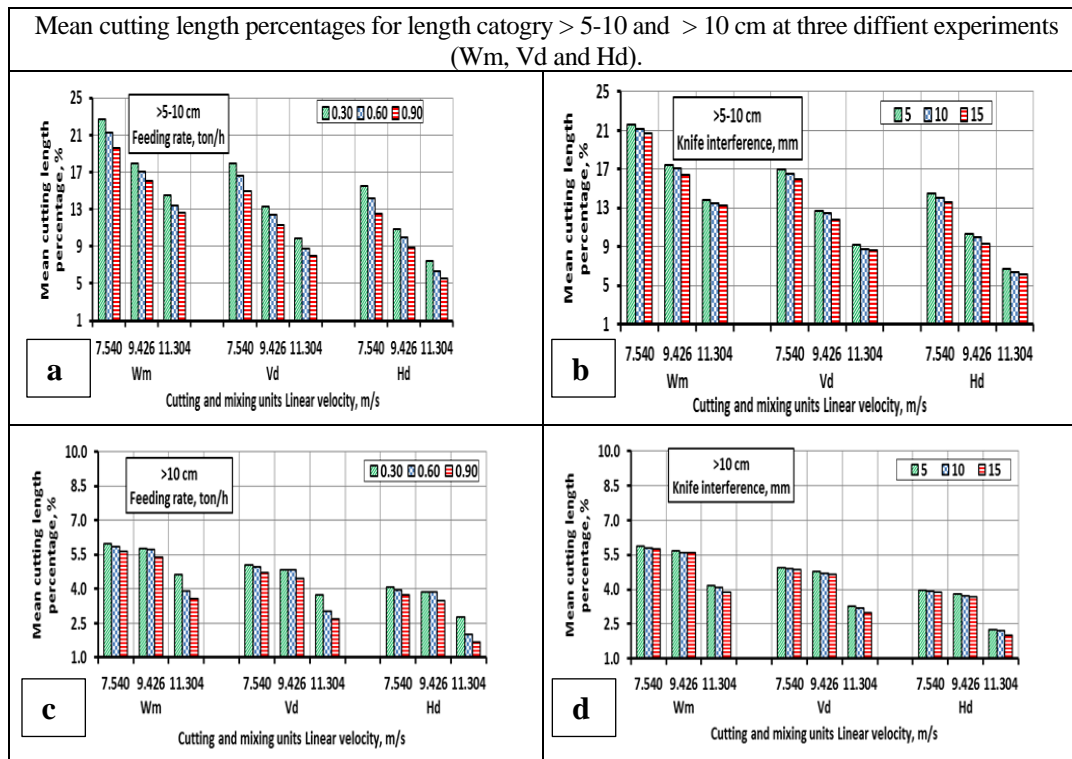 Mean cutting length percentages for length catogry > 5-10 and > 10 cm at three diffient experiments
(Wm, Vd and Hd).
Mean cutting length
percentage, %
25
21
17
13
9
5
1
>5-10 cm
Feeding rate, ton/h
0.30 0.60 0.90
7.540 9.426 11.304 7.540 9.426 11.304 7.540 9.426 11.304
Wm Vd Hd
Cutting and mixing units Linear velocity, m/s
a
Mean cutting length
percentage, %
25
21
17
13
9
5
1
>5-10 cm
Knife interference, mm
5 10 15
7.540 9.426 11.304 7.540 9.426 11.304 7.540 9.426 11.304
Wm Vd Hd
Cutting and mixing units Linear velocity, m/s
b
Mean cutting length
percentage, %
10.0
8.5
7.0
5.5
4.0
2.5
1.0
>10 cm
Feeding rate, ton/h
0.30 0.60 0.90
7.540 9.426 11.304 7.540 9.426 11.304 7.540 9.426 11.304
Wm Vd Hd
Cutting and mixing units Linear velocity, m/s
c
Mean cutting length
percentage, %
10.0
8.5
7.0
5.5
4.0
2.5
1.0
>10 cm
Knife interference, mm
5 10 15
7.540 9.426 11.304 7.540 9.426 11.304 7.540 9.426 11.304
Wm Vd Hd
Cutting and mixing units Linear velocity, m/s
d